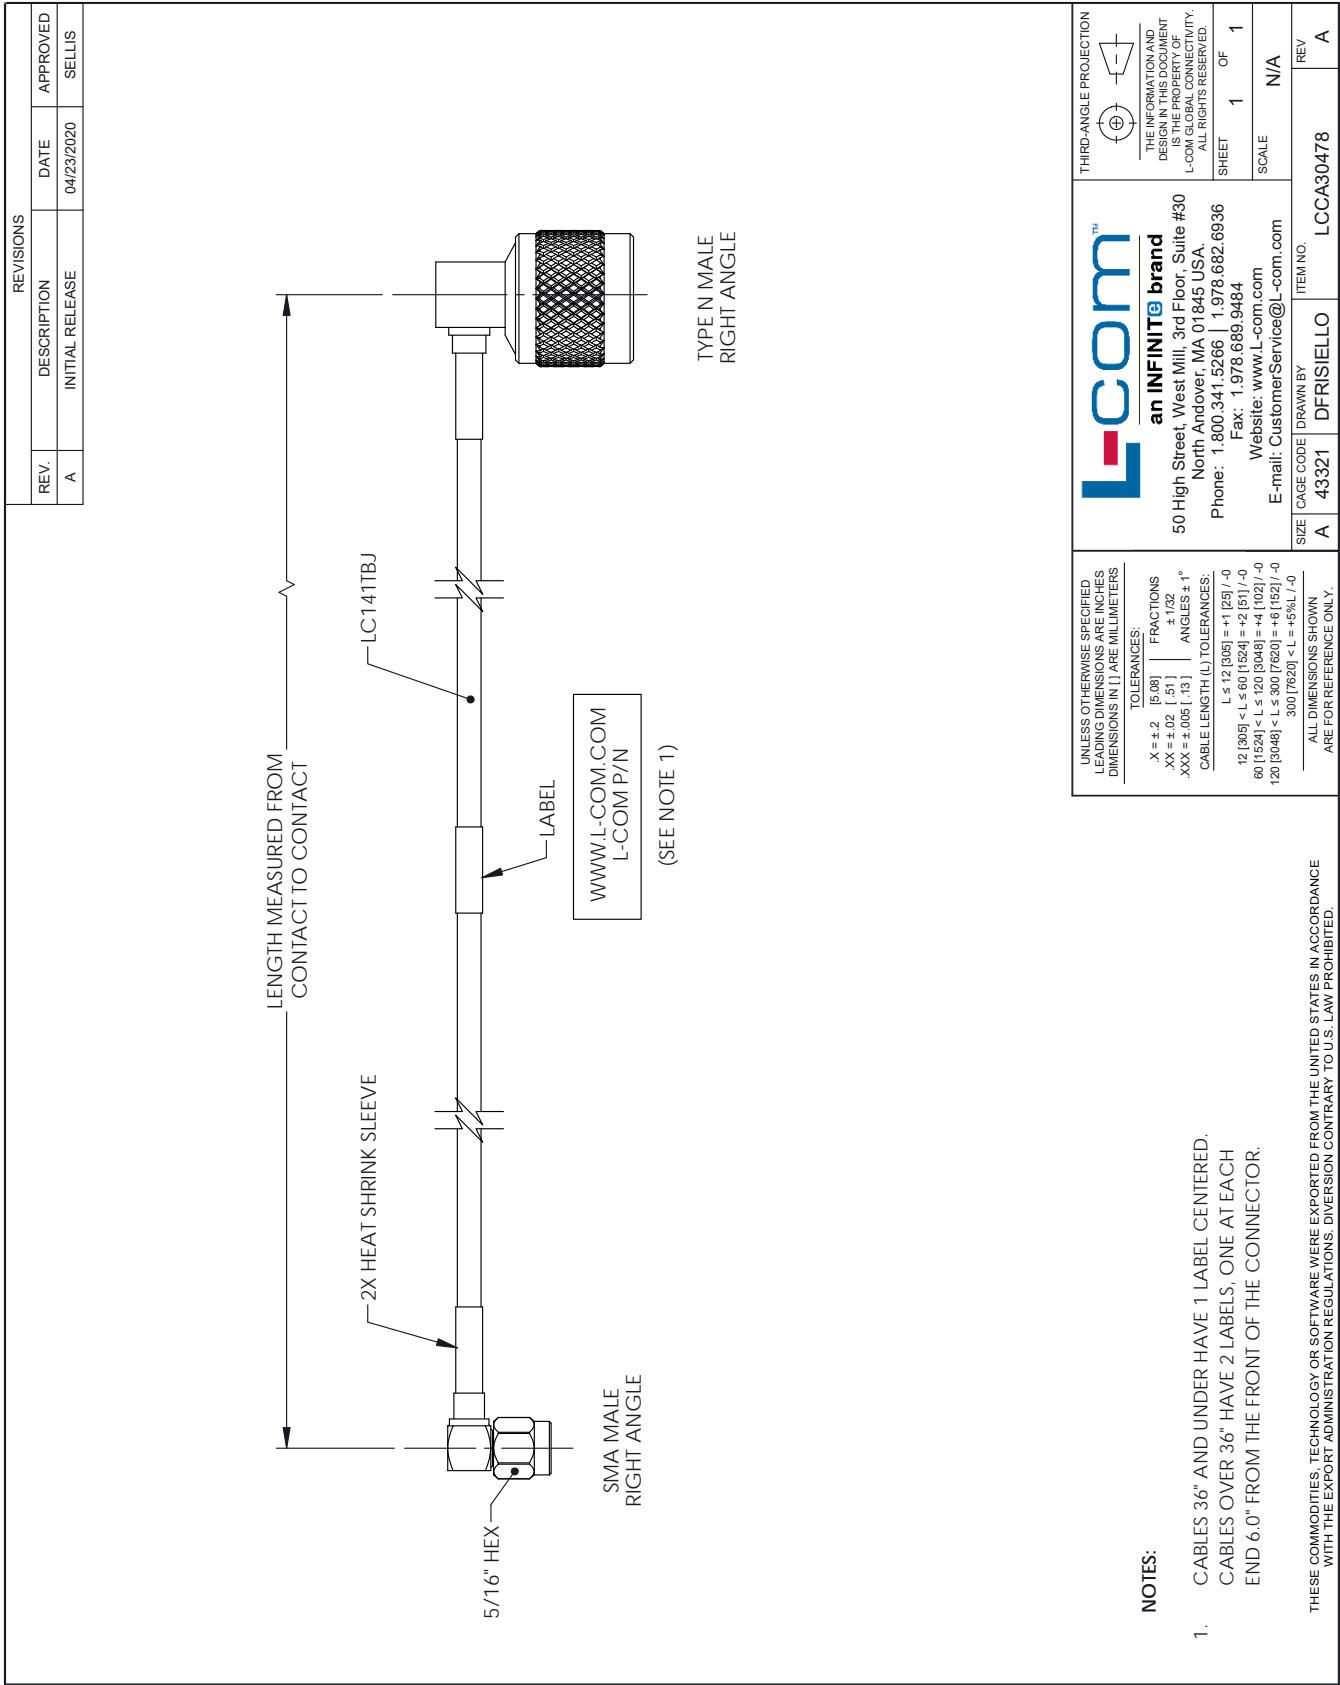 REVISIONS
REV. DESCRIPTION DATE APPROVED
A INITIAL RELEASE 04/23/2020 SELLIS
LENGTH MEASURED FROM
CONTACT TO CONTACT
2X HEAT SHRINK SLEEVE
LC141TBJ
5/16" HEX
LABEL
WWW.L-COM.COM
L-COM P/N
(SEE NOTE 1)
SMA MALE
RIGHT ANGLE
TYPE N MALE
RIGHT ANGLE
NOTES:
1. CABLES 36" AND UNDER HAVE 1 LABEL CENTERED.
CABLES OVER 36" HAVE 2 LABELS, ONE AT EACH
END 6.0" FROM THE FRONT OF THE CONNECTOR.
THESE COMMODITIES, TECHNOLOGY OR SOFTWARE WERE EXPORTED FROM THE UNITED STATES IN ACCORDANCE
WITH THE EXPORT ADMINISTRATION REGULATIONS. DIVERSION CONTRARY TO U.S. LAW PROHIBITED.
UNLESS OTHERWISE SPECIFIED
LEADING DIMENSIONS ARE INCHES
DIMENSIONS IN [ ] ARE MILLIMETERS
TOLERANCES:
.X = ±.2 [5.08] FRACTIONS
.XX = ±.02 [.51] ± 1/32
.XXX = ±.005 [.13] ANGLES ± 1°
CABLE LENGTH (L) TOLERANCES:
L ≤ 12 [305] = +1 [25] / -0
12 [305] < L ≤ 60 [1524] = +2 [51] / -0
60 [1524] < L ≤ 120 [3048] = +4 [102] / -0
120 [3048] < L ≤ 300 [7620] = +6 [152] / -0
300 [7620] < L = +5%L / -0
ALL DIMENSIONS SHOWN
ARE FOR REFERENCE ONLY.
L-com™
an INFINITe brand
50 High Street, West Mill, 3rd Floor, Suite #30
North Andover, MA 01845 USA.
Phone: 1.800.341.5266 | 1.978.682.6936
Fax: 1.978.689.9484
Website: www.L-com.com
E-mail: CustomerService@L-com.com
THIRD-ANGLE PROJECTION
THE INFORMATION AND
DESIGN IN THIS DOCUMENT
IS THE PROPERTY OF
L-COM GLOBAL CONNECTIVITY.
ALL RIGHTS RESERVED.
SHEET 1 OF 1
SCALE N/A
SIZE A
CAGE CODE 43321
DRAWN BY DFRISIELLO
ITEM NO. LCCA30478
REV A